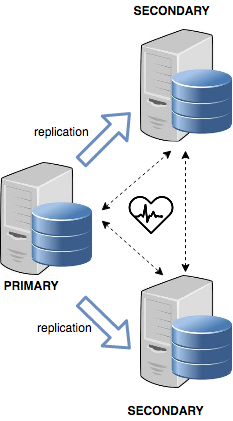 SECONDARY
replication
PRIMARY
replication
SECONDARY